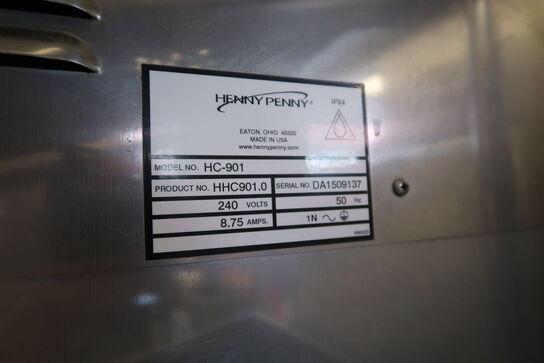 HENNY PENNY®
IPX4
EATON, OHIO 45320
MADE IN USA
www.hennypenny.com
MODEL NO. HC-901
PRODUCT NO. HHC901.0 SERIAL NO. DA1509137
240 VOLTS 50 Hz.
8.75 AMPS. 1N